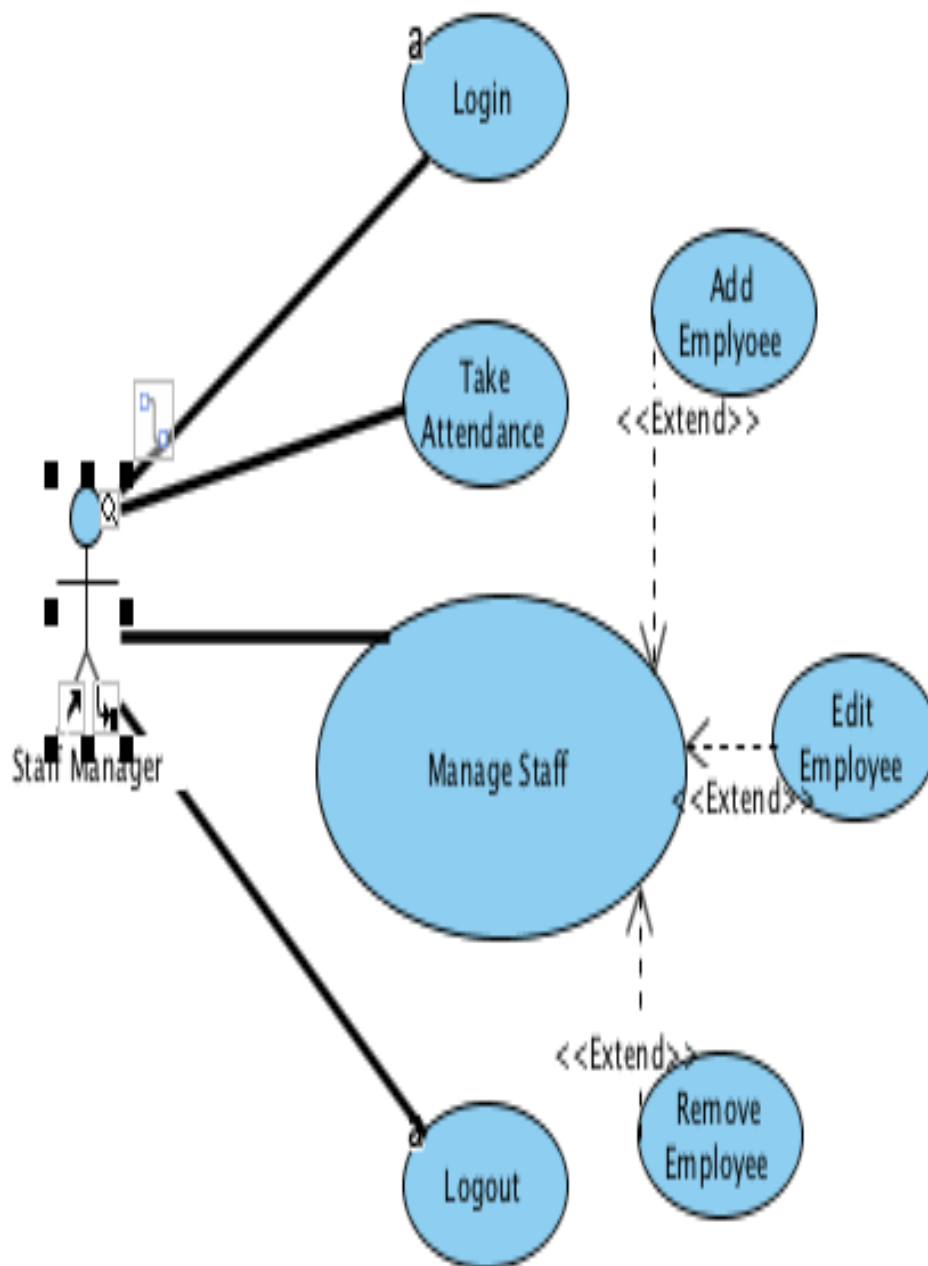 a
Login
Add
Emplyoee
<<Extend>>
Take
Attendance
Staff Manager
Manage Staff
Edit
Employee
<<Extend>>
<<Extend>>
Remove
Employee
a
Logout